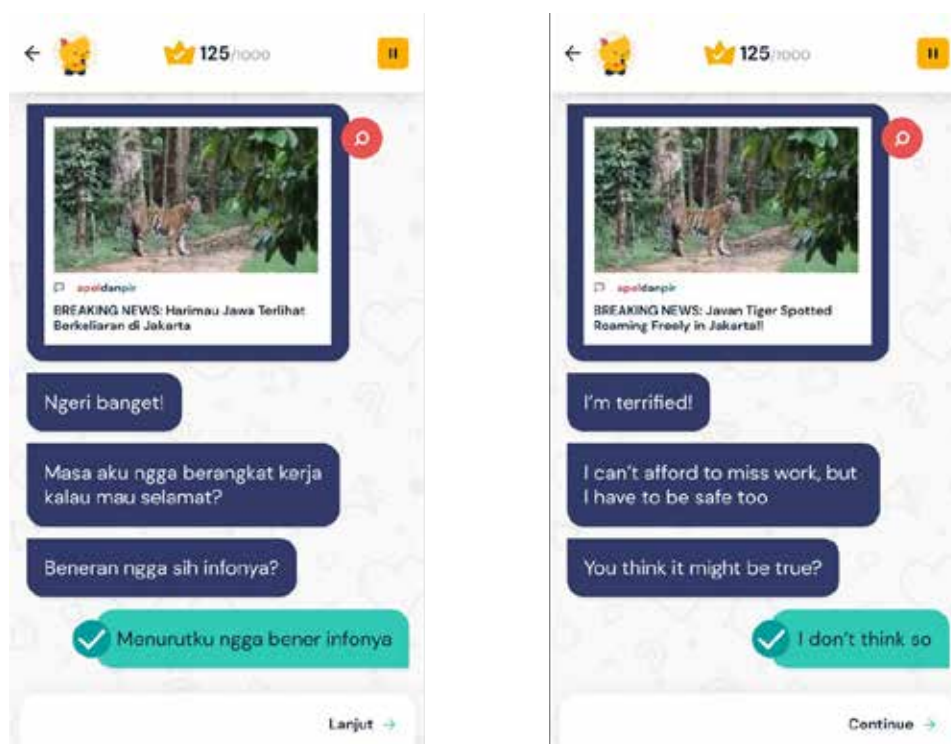 125/1000
apeldanpir
BREAKING NEWS: Harimau Jawa Terlihat
Berkeliaran di Jakarta
Ngeri banget!
Masa aku ngga berangkat kerja
kalau mau selamat?
Beneran ngga sih infonya?
Menurutku ngga bener infonya
Lanjut →
125/1000
apeldanpir
BREAKING NEWS: Javan Tiger Spotted
Roaming Freely in Jakarta!!
I'm terrified!
I can't afford to miss work, but
I have to be safe too
You think it might be true?
I don't think so
Continue →